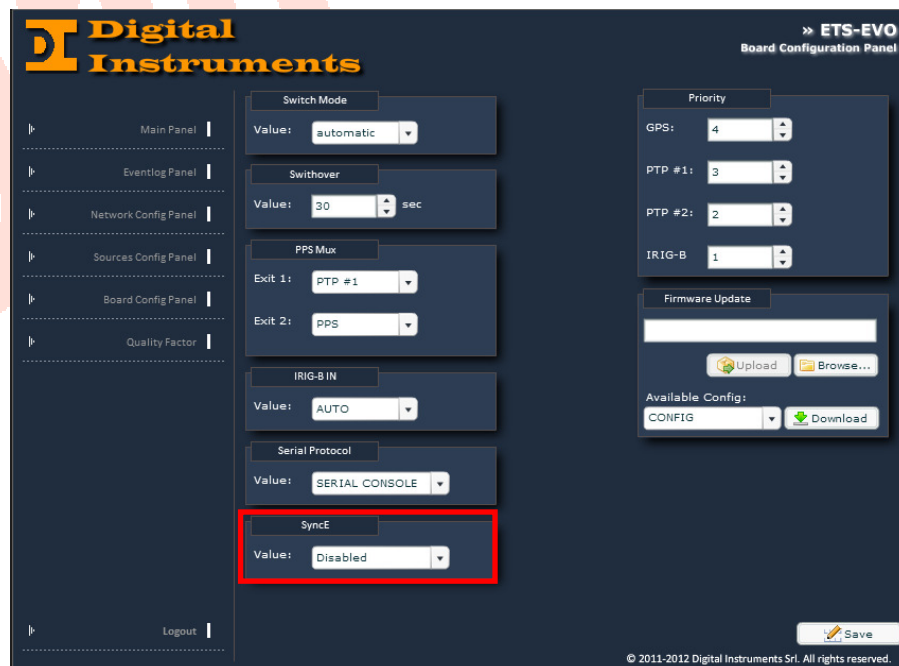 Digital
Instruments
» ETS-EVO
Board Configuration Panel
Main Panel
Eventlog Panel
Network Config Panel
Sources Config Panel
Board Config Panel
Quality Factor
Logout
Switch Mode
Value: automatic
Swithover
Value: 30 sec
PPS Mux
Exit 1: PTP #1
Exit 2: PPS
IRIG-B IN
Value: AUTO
Serial Protocol
Value: SERIAL CONSOLE
SyncE
Value: Disabled
Priority
GPS: 4
PTP #1: 3
PTP #2: 2
IRIG-B 1
Firmware Update
Upload Browse...
Available Config:
CONFIG Download
Save
© 2011-2012 Digital Instruments Srl. All rights reserved.